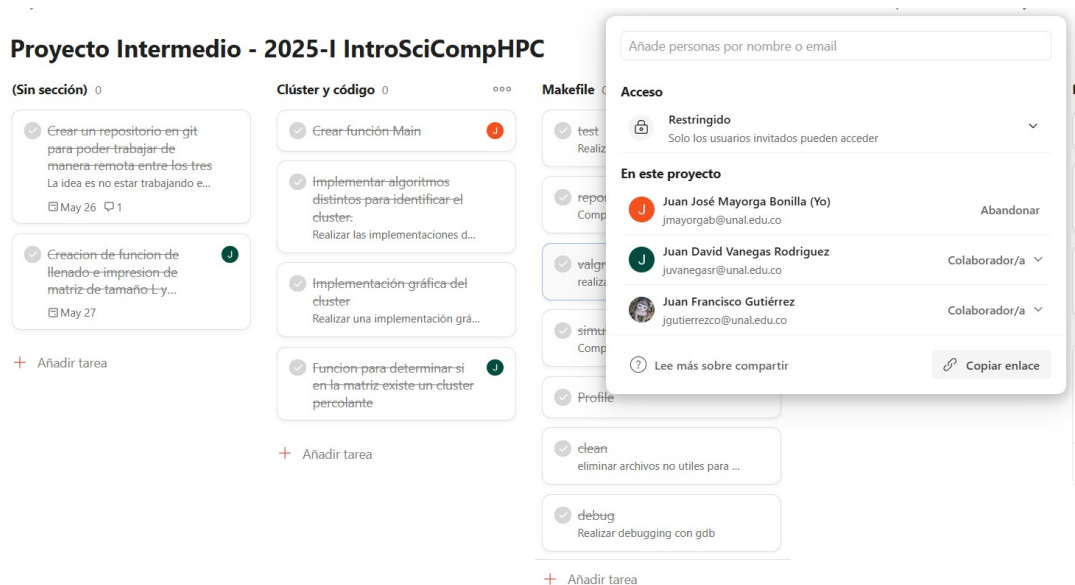 Proyecto Intermedio - 2025-I IntroSciCompHPC
(Sin sección) 0
Crear un repositorio en git
para poder trabajar de
manera remota entre los tres
La idea es no estar trabajando e...
May 26 1
Creacion de funcion de
llenado e impresion de
matriz de tamaño L y...
J
May 27
+ Añadir tarea
Clúster y código 0
Crear función Main
J
Implementar algoritmos
distintos para identificar el
cluster.
Realizar las implementaciones d...
Implementación gráfica del
cluster
Realizar una implementación grá...
Funcion para determinar si
en la matriz existe un cluster
percolante
J
+ Añadir tarea
Makefile
test
Profile
clean
eliminar archivos no utiles para ...
debug
Realizar debugging con gdb
+ Añadir tarea
Añade personas por nombre o email
Acceso
Restringido
Solo los usuarios invitados pueden acceder
En este proyecto
J
Juan José Mayorga Bonilla (Yo)
jmayorgab@unal.edu.co
Abandonar
J
Juan David Vanegas Rodriguez
juvanegasr@unal.edu.co
Colaborador/a
Juan Francisco Gutiérrez
jgutierrezco@unal.edu.co
Colaborador/a
? Lee más sobre compartir
Copiar enlace